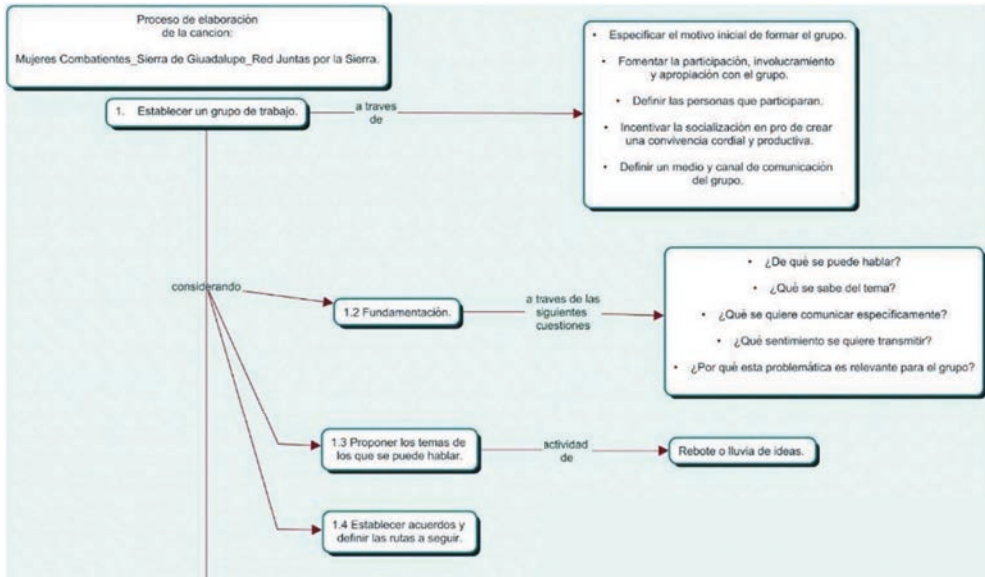 Proceso de elaboración
de la cancion:
Mujeres Combatientes_Sierra de Giuadalupe_Red Juntas por la Sierra.
1. Establecer un grupo de trabajo.
a traves
de
• Especificar el motivo inicial de formar el grupo.
• Fomentar la participación, involucramiento
y apropiación con el grupo.
• Definir las personas que participaran.
• Incentivar la socialización en pro de crear
una convivencia cordial y productiva.
• Definir un medio y canal de comunicación
del grupo.
considerando
1.2 Fundamentación.
a traves de las
siguientes
cuestiones
• ¿De qué se puede hablar?
• ¿Qué se sabe del tema?
• ¿Qué se quiere comunicar específicamente?
• ¿Qué sentimiento se quiere transmitir?
• ¿Por qué esta problemática es relevante para el grupo?
1.3 Proponer los temas de
los que se puede hablar.
actividad
de
Rebote o lluvia de ideas.
1.4 Establecer acuerdos y
definir las rutas a seguir.